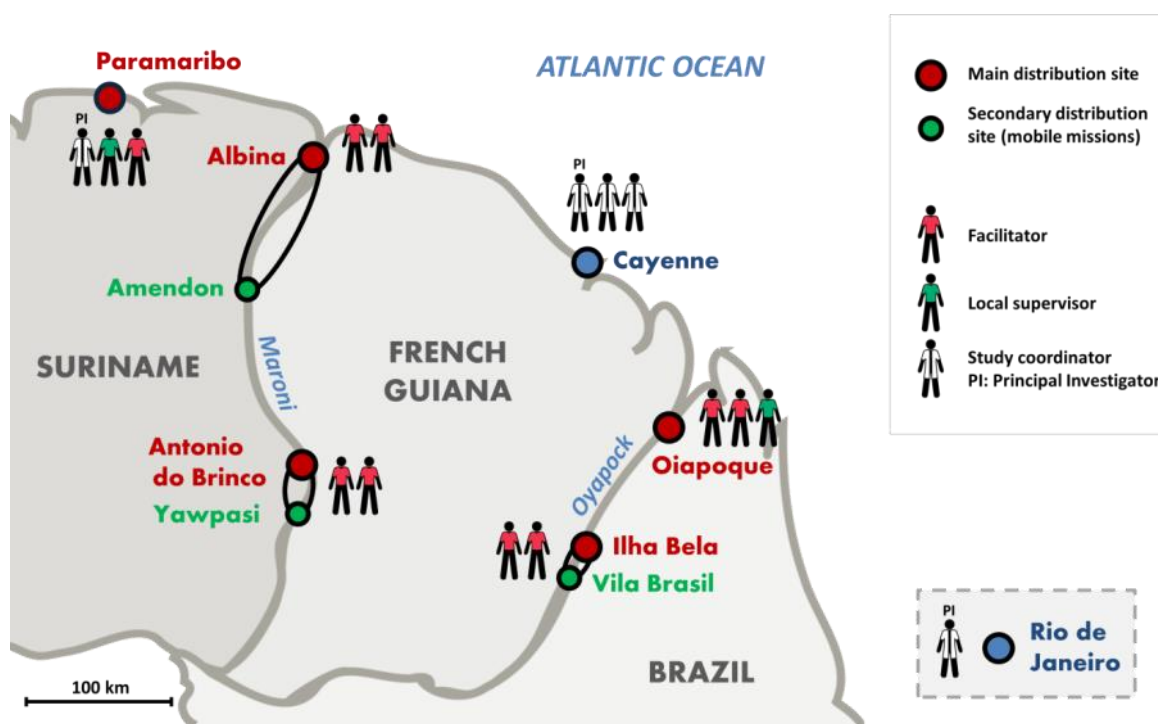 Paramaribo
ATLANTIC OCEAN
PI
Albina
PI
Cayenne
Amendon
SURINAME
Maroni
FRENCH
GUIANA
Antonio
do Brinco
Yawpasi
Oiapoque
Oyapock
Ilha Bela
Vila Brasil
BRAZIL
100 km
Main distribution site
Secondary distribution
site (mobile missions)
Facilitator
Local supervisor
Study coordinator
PI: Principal Investigator
PI
Rio de
Janeiro